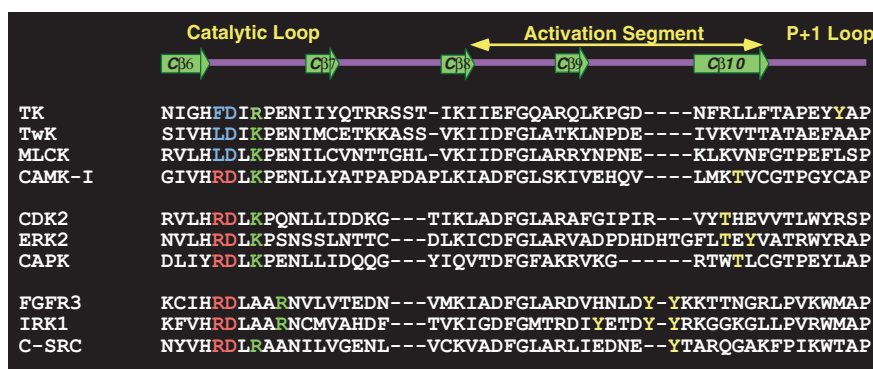 Catalytic Loop Activation Segment P+1 Loop
Cβ6 Cβ7 Cβ8 Cβ9 Cβ10
TK NIGHFDIRPENIIYQTRRSST-IKIIEFGQARQLKPGD----NFRLLFTAPEYYAP
TwK SIVHLDIKPENIMCETKKASS-VKIIDFGLATKLNPDE----IVKVTTATAEFAAP
MLCK RVLHLDLKPENILCVNTTGHL-VKIIDFGLARRYNPNE----KLKVNFGTPEFLSP
CAMK-I GIVHRDLKPENLLYATPAPDAPLKIADFGLSKIVEHQV----LMKTVCGTPGYCAP
CDK2 RVLHRDLKPQNLLIDDKG---TIKLADFGLARAFGIPIR---VYTHEVVTLWYRSP
ERK2 NVLHRDLKPSNSSLNTTC---DLKICDFGLARVADPDHDHTGFLTEYVATRWYRAP
CAPK DLIYRDLKPENLLIDQQG---YIQVTDFGFAKRVKG------RTWTLCGTPEYLAP
FGFR3 KCIHRDLAARNVLVTEDN---VMKIADFGLARDVHNLDY-YKKTTNGRLPVKWMAP
IRK1 KFVHRDLAARNCMVAHDF---TVKIGDFGMTRDIYETDY-YRKGGKGLLPVRWMAP
C-SRC NYVHRDLRAANILVGENL---VCKVADFGLARLIEDNE--YTARQGAKFPIKWTAP